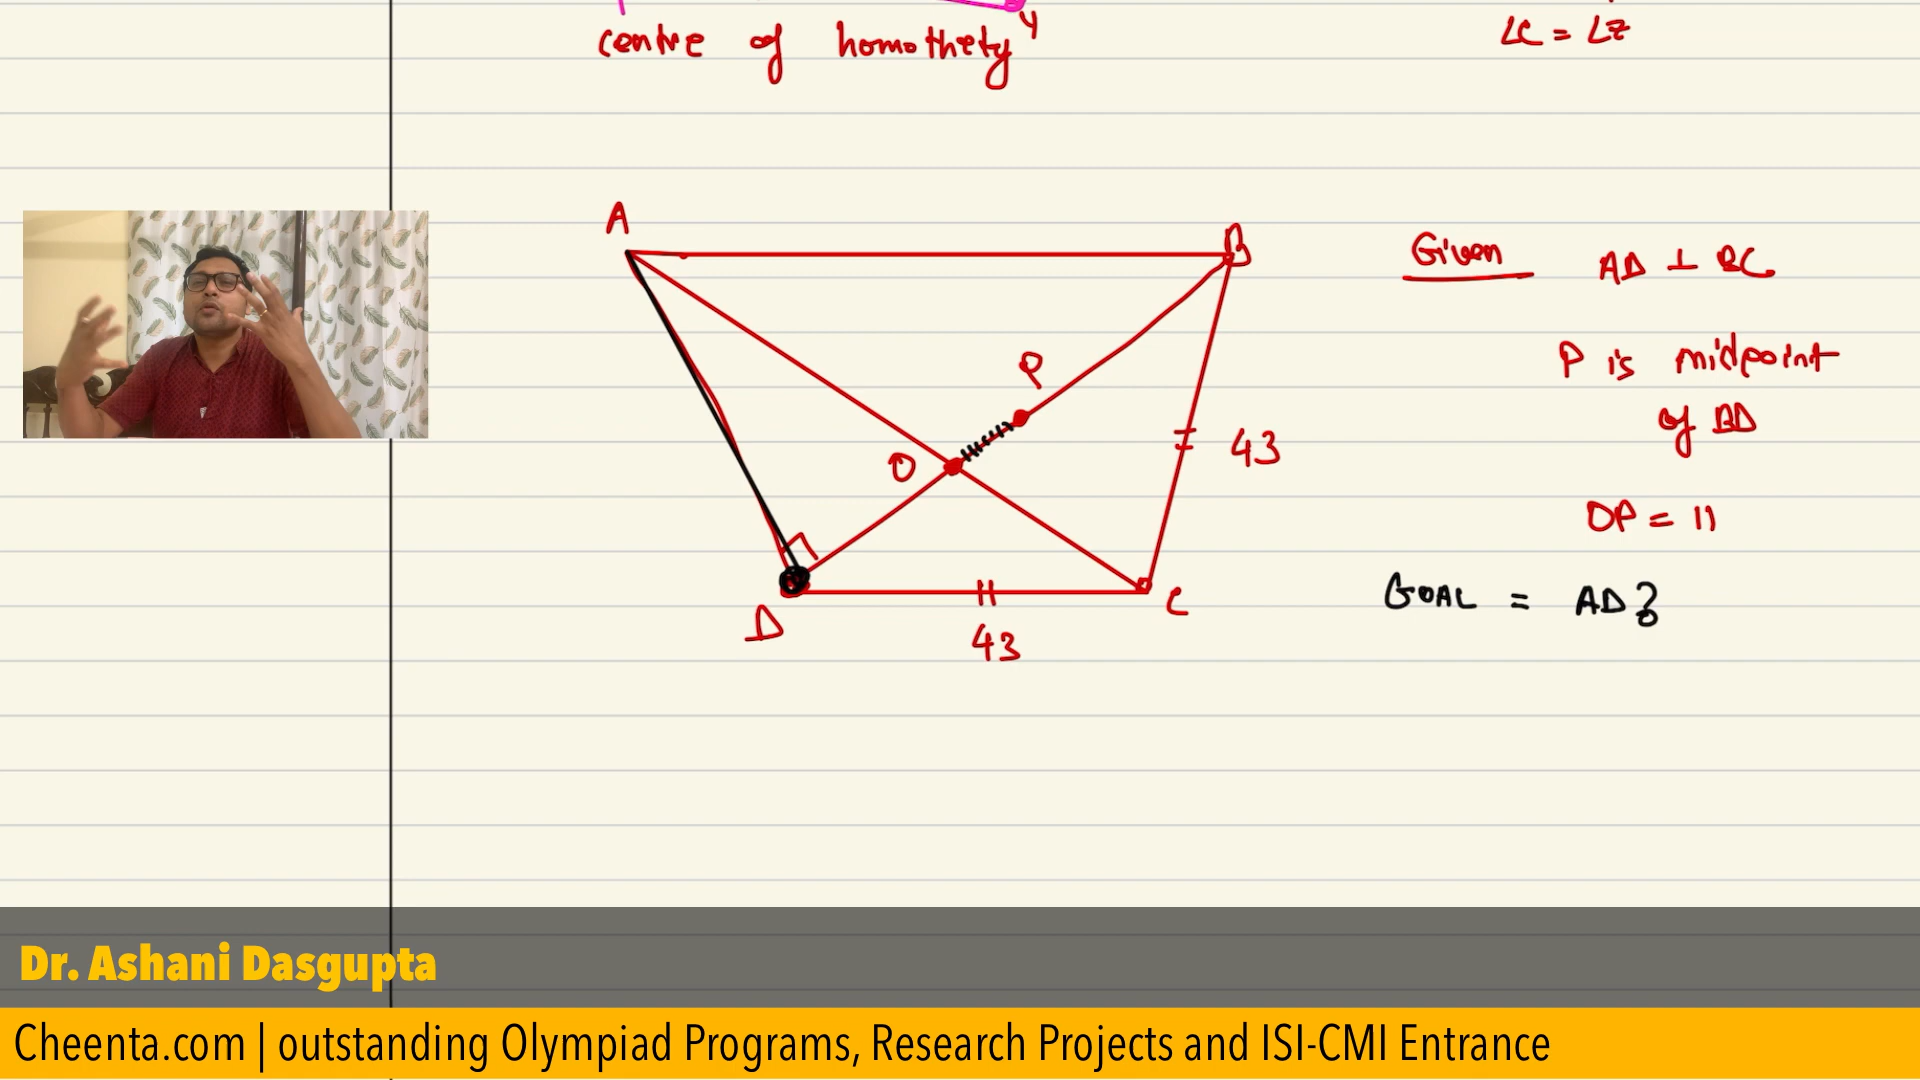 centre of homothety
Y
∠C = ∠Z
A
B
Given AD ⊥ BC
P
P is midpoint
of BD
O
43
OP = 11
GOAL = AD?
D
C
43
Dr. Ashani Dasgupta
Cheenta.com | outstanding Olympiad Programs, Research Projects and ISI-CMI Entrance